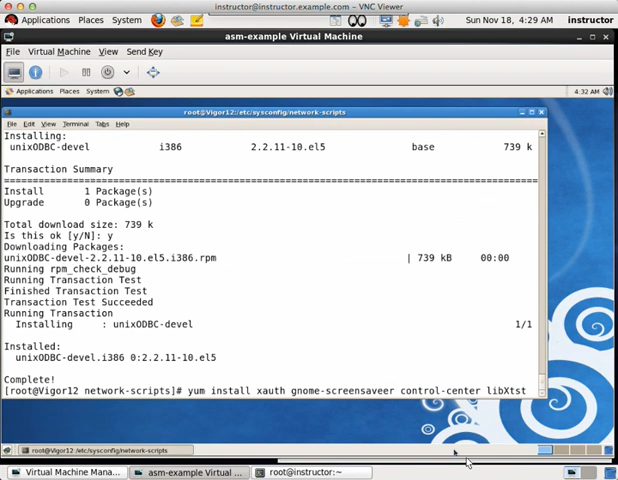 instructor@instructor.example.com – VNC Viewer
Applications Places System Sun Nov 18, 4:29 AM instructor
asm-example Virtual Machine
File Virtual Machine View Send Key
Applications Places System 4:32 AM
root@Vigor12:/etc/sysconfig/network-scripts
File Edit View Terminal Tabs Help
Installing:
unixODBC-devel i386 2.2.11-10.el5 base 739 k
Transaction Summary
================================================================================
Install 1 Package(s)
Upgrade 0 Package(s)
Total download size: 739 k
Is this ok [y/N]: y
Downloading Packages:
unixODBC-devel-2.2.11-10.el5.i386.rpm | 739 kB 00:00
Running rpm_check_debug
Running Transaction Test
Finished Transaction Test
Transaction Test Succeeded
Running Transaction
Installing : unixODBC-devel 1/1
Installed:
unixODBC-devel.i386 0:2.2.11-10.el5
Complete!
[root@Vigor12 network-scripts]# yum install xauth gnome-screensaveer control-center libXtst
root@Vigor12:/etc/sysconfig/network-scripts
Virtual Machine Mana... asm-example Virtual ... root@instructor:~